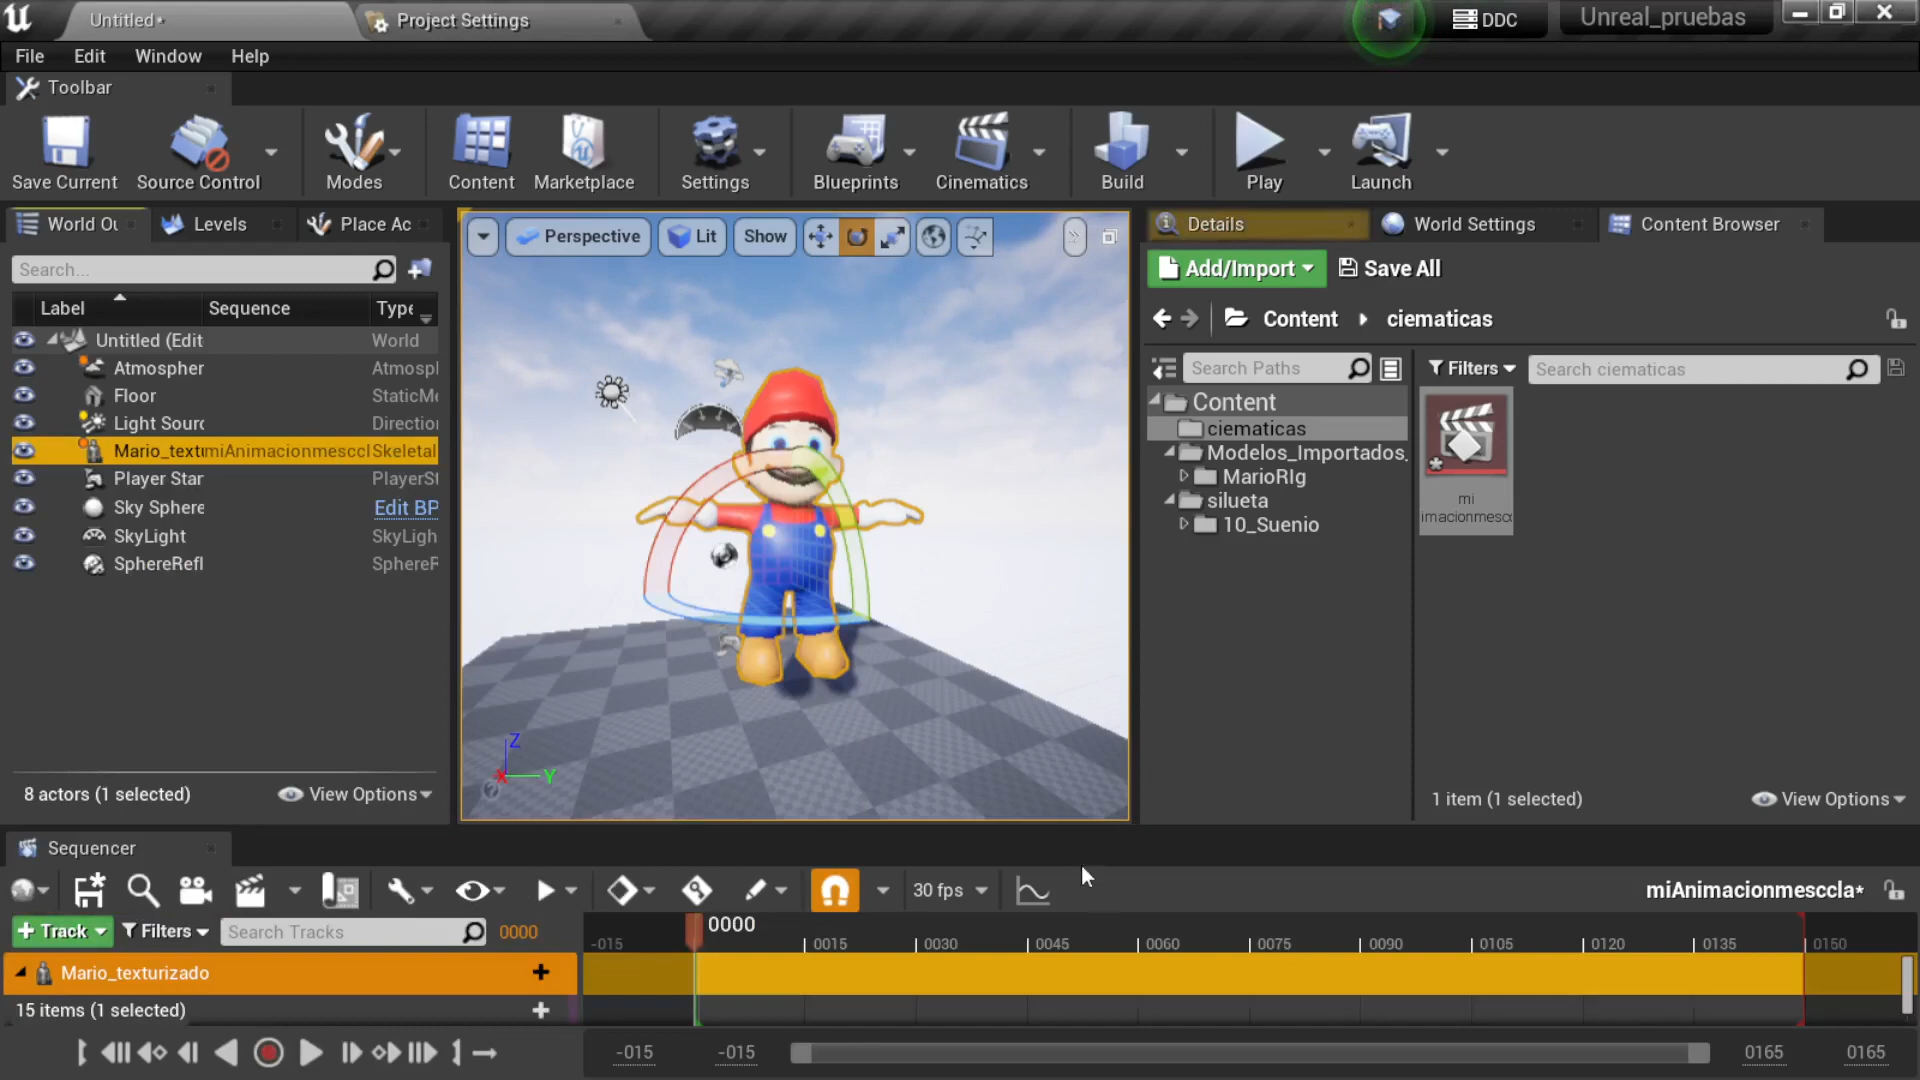 Untitled*
Project Settings
DDC
Unreal_pruebas
File
Edit
Window
Help
Toolbar
Save Current
Source Control
Modes
Content
Marketplace
Settings
Blueprints
Cinematics
Build
Play
Launch
World Ou
Levels
Place Ac
Search...
Label
Sequence
Type
Untitled (Edit
World
Atmospher
Atmospl
Floor
StaticMe
Light Sourc
Direction
Mario_textu
miAnimacionmesccl
Skeletal
Player Star
PlayerSt
Sky Sphere
Edit BP
SkyLight
SkyLigh
SphereRefl
SphereR
8 actors (1 selected)
View Options
Perspective
Lit
Show
Z
X
Y
Details
World Settings
Content Browser
Add/Import
Save All
Content
ciematicas
Search Paths
Filters
Search ciematicas
Content
ciematicas
Modelos_Importados_
MarioRIg
silueta
10_Suenio
mi
imacionmescc
1 item (1 selected)
View Options
Sequencer
30 fps
miAnimacionmesccla*
Track
Filters
Search Tracks
0000
-015
0000
0015
0030
0045
0060
0075
0090
0105
0120
0135
0150
Mario_texturizado
15 items (1 selected)
-015
-015
0165
0165